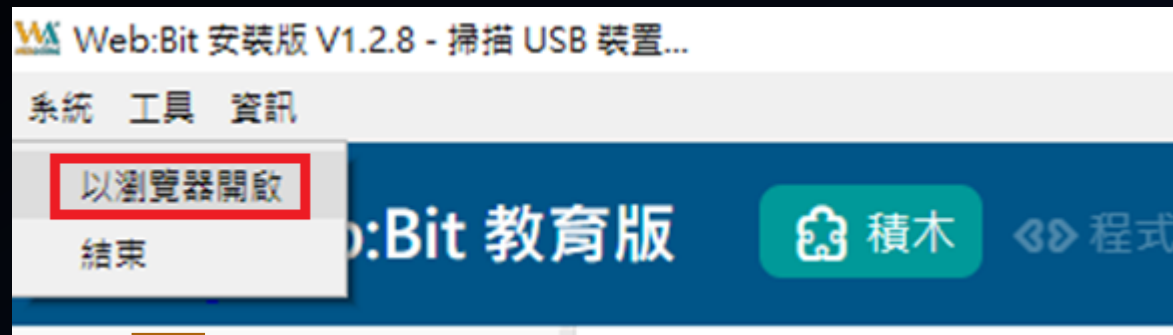 Web:Bit 安裝版 V1.2.8 - 掃描 USB 裝置...
系統 工具 資訊
以瀏覽器開啟
結束
:Bit 教育版 積木 程式